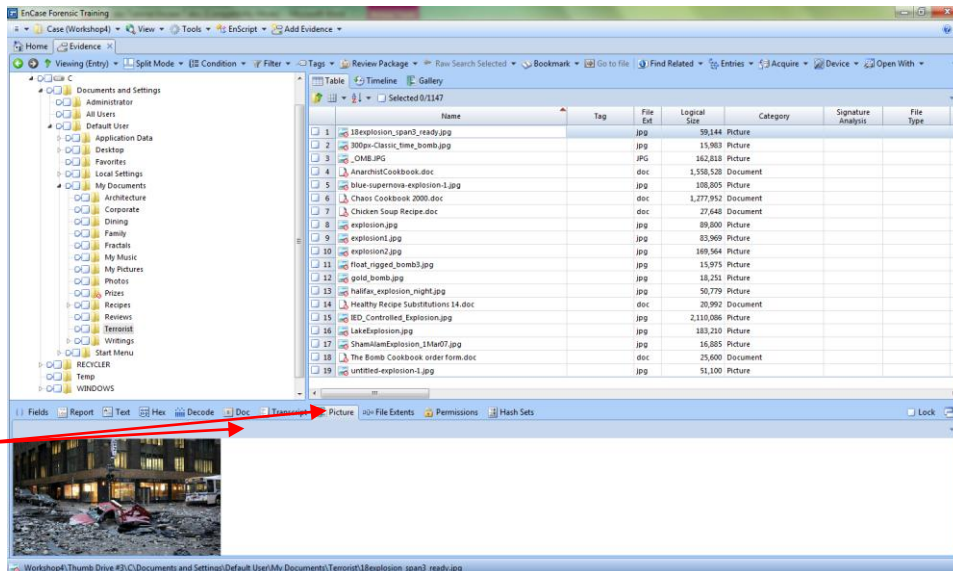 EnCase Forensic Training
Case (Workshop4) View Tools EnScript Add Evidence
Home Evidence
Viewing (Entry) Split Mode Condition Filter Tags Review Package Raw Search Selected Bookmark Go to file Find Related Entries Acquire Device Open With
C
Documents and Settings
Administrator
All Users
Default User
Application Data
Desktop
Favorites
Local Settings
My Documents
Architecture
Corporate
Dining
Family
Fractals
My Music
My Pictures
Photos
Prizes
Recipes
Reviews
Terrorist
Writings
Start Menu
RECYCLER
Temp
WINDOWS
Table Timeline Gallery
Selected 0/1147
Name Tag File Ext Logical Size Category Signature Analysis File Type
1 18explosion_span3_ready.jpg jpg 59,144 Picture
2 300px-Classic_time_bomb.jpg jpg 15,983 Picture
3 _OMB.JPG JPG 162,818 Picture
4 AnarchistCookbook.doc doc 1,558,528 Document
5 blue-supernova-explosion-1.jpg jpg 108,805 Picture
6 Chaos Cookbook 2000.doc doc 1,277,952 Document
7 Chicken Soup Recipe.doc doc 27,648 Document
8 explosion.jpg jpg 89,800 Picture
9 explosion1.jpg jpg 83,969 Picture
10 explosion2.jpg jpg 169,564 Picture
11 float_rigged_bomb3.jpg jpg 15,975 Picture
12 gold_bomb.jpg jpg 18,251 Picture
13 halifax_explosion_night.jpg jpg 50,779 Picture
14 Healthy Recipe Substitutions 14.doc doc 20,992 Document
15 IED_Controlled_Explosion.jpg jpg 2,110,086 Picture
16 LakeExplosion.jpg jpg 183,210 Picture
17 ShamAlamExplosion_1Mar07.jpg jpg 16,885 Picture
18 The Bomb Cookbook order form.doc doc 25,600 Document
19 untitled-explosion-1.jpg jpg 51,100 Picture
Fields Report Text Hex Decode Doc Transcript Picture File Extents Permissions Hash Sets Lock
Workshop4\Thumb Drive #3\C\Documents and Settings\Default User\My Documents\Terrorist\18explosion_span3_ready.jpg